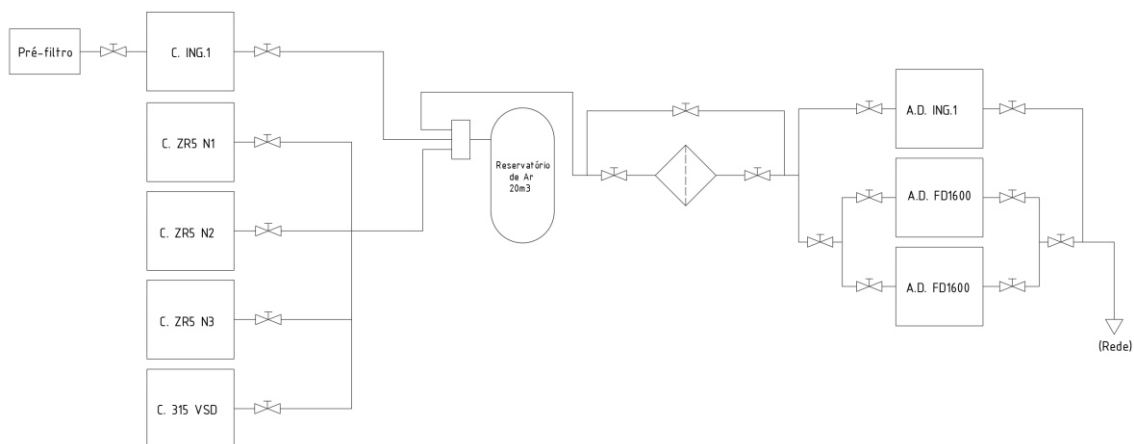 Pré-filtro
C. ING.1
C. ZR5 N1
C. ZR5 N2
C. ZR5 N3
C. 315 VSD
Reservatório
de Ar
20m3
A.D. ING.1
A.D. FD1600
A.D. FD1600
(Rede)